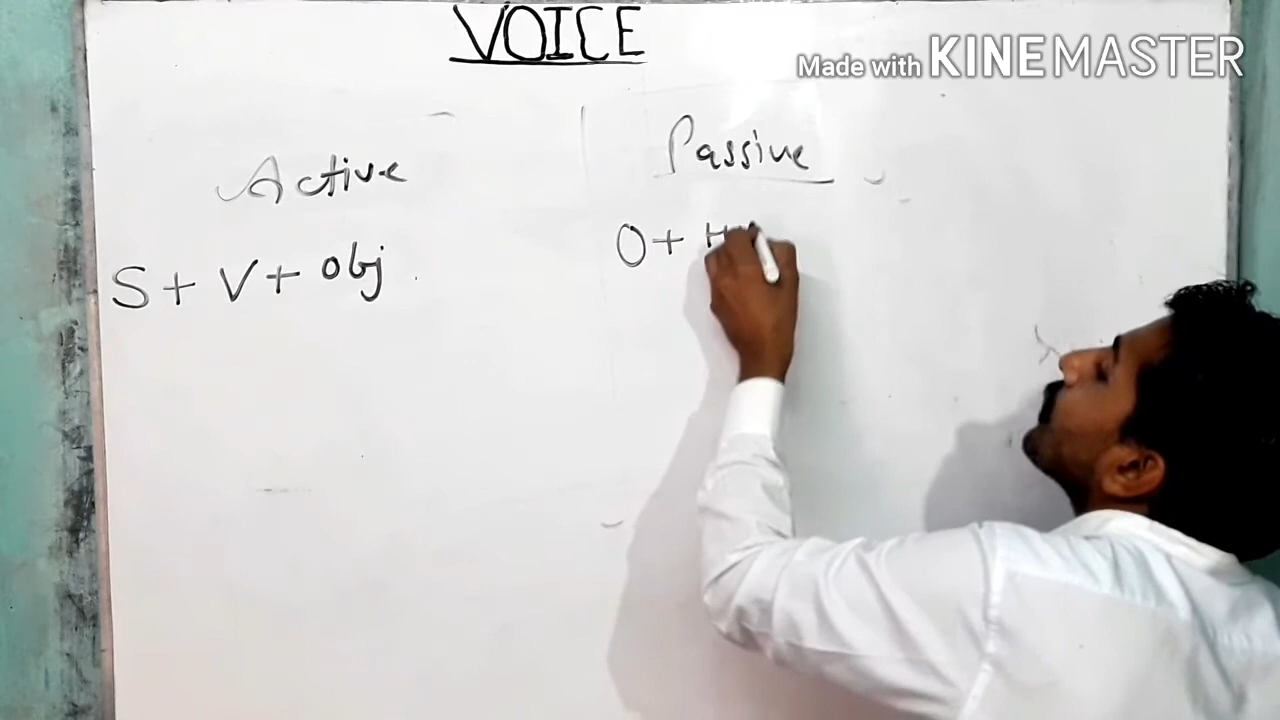 VOICE
Made with KINEMASTER
Active
Passive
S + V + Obj
O + H